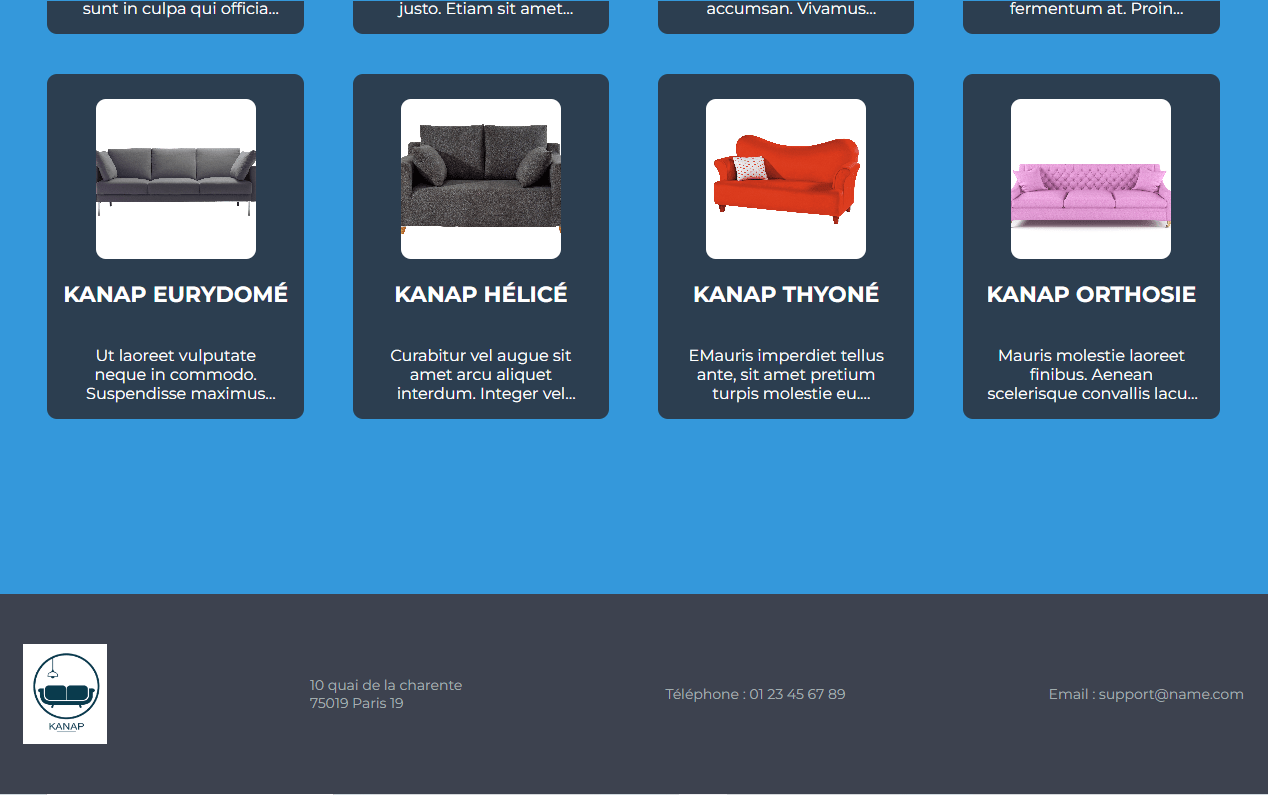 sunt in culpa qui officia...
justo. Etiam sit amet...
accumsan. Vivamus...
fermentum at. Proin...
KANAP EURYDOMÉ
Ut laoreet vulputate
neque in commodo.
Suspendisse maximus...
KANAP HÉLICÉ
Curabitur vel augue sit
amet arcu aliquet
interdum. Integer vel...
KANAP THYONÉ
EMauris imperdiet tellus
ante, sit amet pretium
turpis molestie eu....
KANAP ORTHOSIE
Mauris molestie laoreet
finibus. Aenean
scelerisque convallis lacu...
KANAP
10 quai de la charente
75019 Paris 19
Téléphone : 01 23 45 67 89
Email : support@name.com